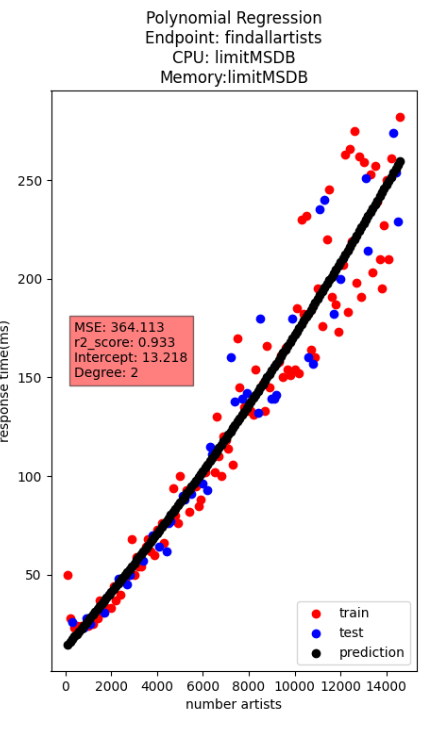 Polynomial Regression
Endpoint: findallartists
CPU: limitMSDB
Memory:limitMSDB
250
200
150
100
50
response time(ms)
MSE: 364.113
r2_score: 0.933
Intercept: 13.218
Degree: 2
train
test
prediction
0 2000 4000 6000 8000 10000 12000 14000
number artists